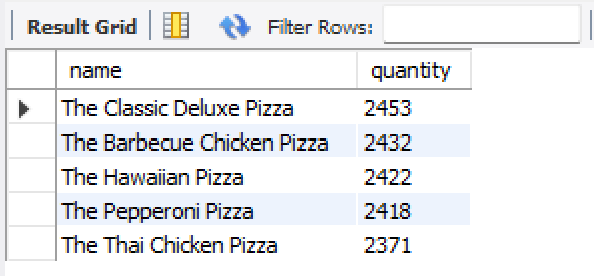 Result Grid Filter Rows:
name quantity
The Classic Deluxe Pizza 2453
The Barbecue Chicken Pizza 2432
The Hawaiian Pizza 2422
The Pepperoni Pizza 2418
The Thai Chicken Pizza 2371